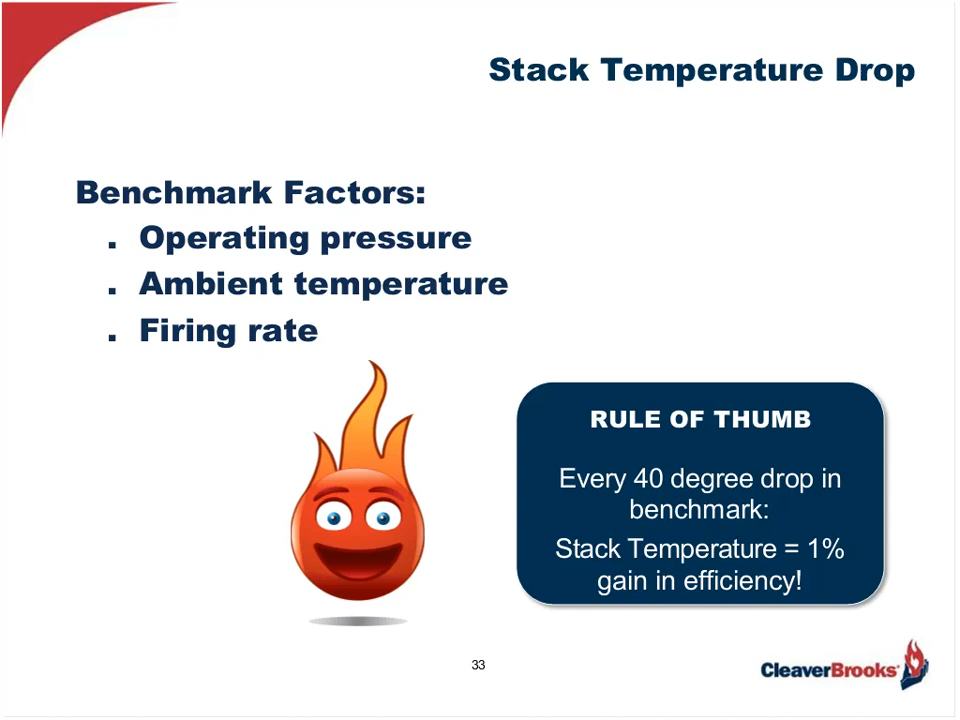 Stack Temperature Drop
Benchmark Factors:
. Operating pressure
. Ambient temperature
. Firing rate
RULE OF THUMB
Every 40 degree drop in
benchmark:
Stack Temperature = 1%
gain in efficiency!
33
CleaverBrooks®